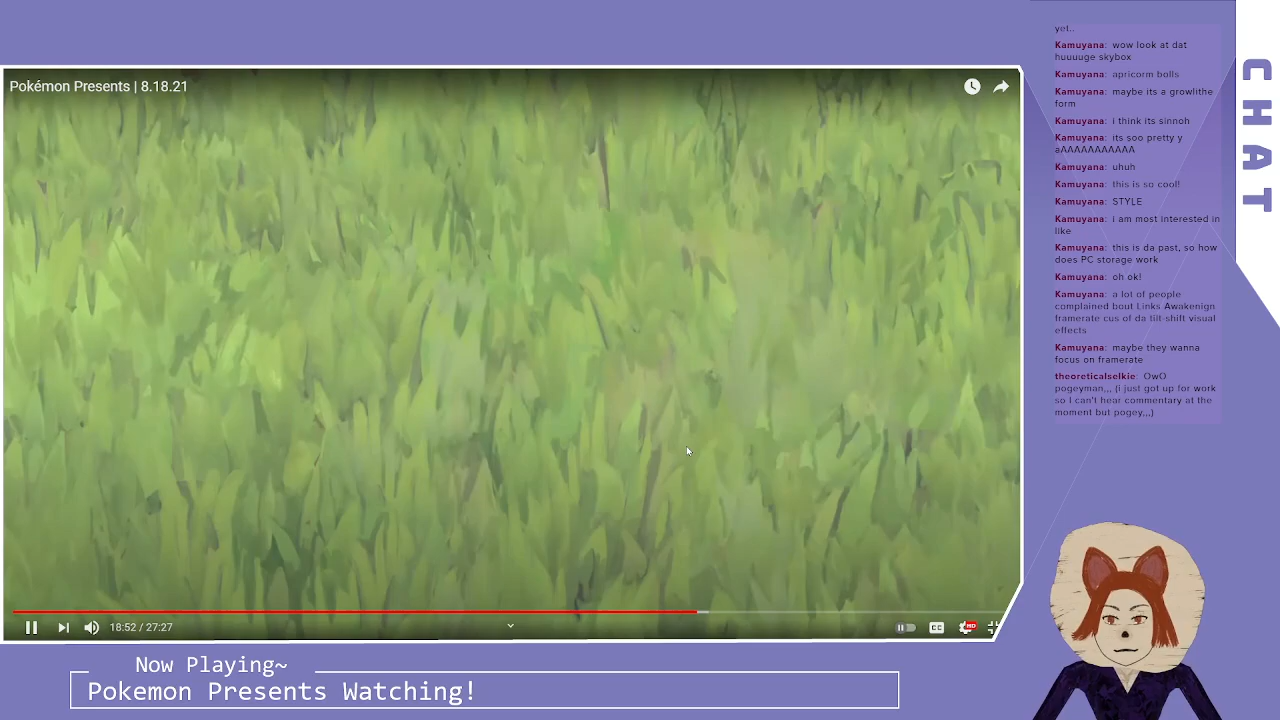 Pokémon Presents | 8.18.21
18:52 / 27:27
CC
HD
Now Playing~
Pokemon Presents Watching!
yet..
Kamuyana: wow look at dat
huuuuge skybox
Kamuyana: apricorm bolls
Kamuyana: maybe its a growlithe
form
Kamuyana: i think its sinnoh
Kamuyana: its soo pretty y
aAAAAAAAAAAA
Kamuyana: uhuh
Kamuyana: this is so cool!
Kamuyana: STYLE
Kamuyana: i am most interested in
like
Kamuyana: this is da past, so how
does PC storage work
Kamuyana: oh ok!
Kamuyana: a lot of people
complained bout Links Awakenign
framerate cus of da tilt-shift visual
effects
Kamuyana: maybe they wanna
focus on framerate
theoreticalselkie: OwO
pogeyman,,, (i just got up for work
so I can't hear commentary at the
moment but pogey,,,)
CHAT